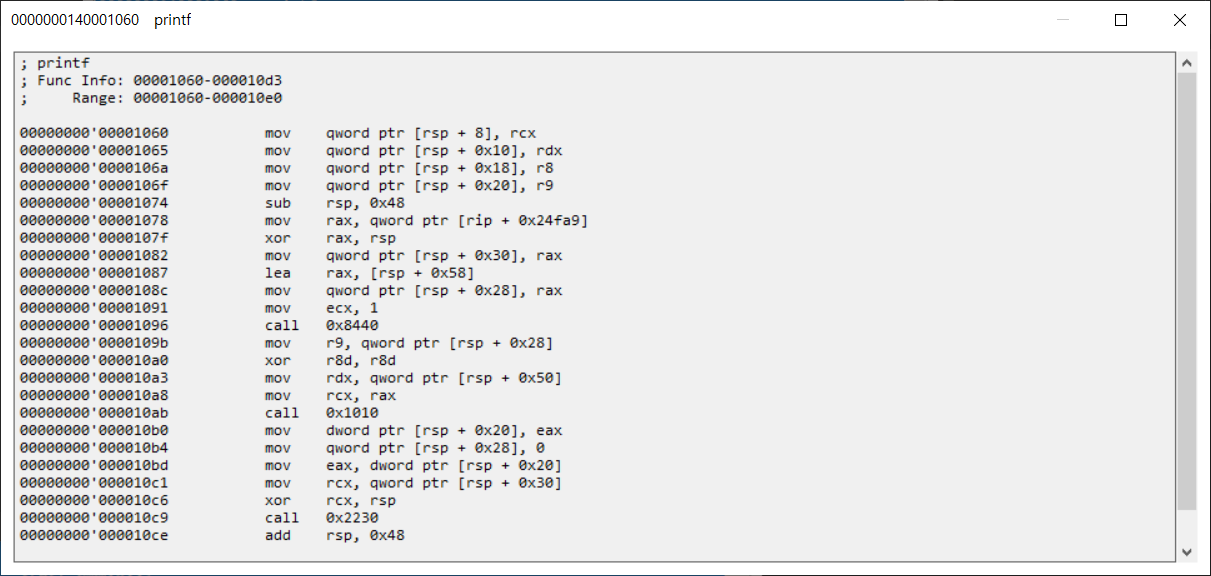 0000000140001060 printf
; printf
; Func Info: 00001060-000010d3
;     Range: 00001060-000010e0
00000000'00001060 mov qword ptr [rsp + 8], rcx
00000000'00001065 mov qword ptr [rsp + 0x10], rdx
00000000'0000106a mov qword ptr [rsp + 0x18], r8
00000000'0000106f mov qword ptr [rsp + 0x20], r9
00000000'00001074 sub rsp, 0x48
00000000'00001078 mov rax, qword ptr [rip + 0x24fa9]
00000000'0000107f xor rax, rsp
00000000'00001082 mov qword ptr [rsp + 0x30], rax
00000000'00001087 lea rax, [rsp + 0x58]
00000000'0000108c mov qword ptr [rsp + 0x28], rax
00000000'00001091 mov ecx, 1
00000000'00001096 call 0x8440
00000000'0000109b mov r9, qword ptr [rsp + 0x28]
00000000'000010a0 xor r8d, r8d
00000000'000010a3 mov rdx, qword ptr [rsp + 0x50]
00000000'000010a8 mov rcx, rax
00000000'000010ab call 0x1010
00000000'000010b0 mov dword ptr [rsp + 0x20], eax
00000000'000010b4 mov qword ptr [rsp + 0x28], 0
00000000'000010bd mov eax, dword ptr [rsp + 0x20]
00000000'000010c1 mov rcx, qword ptr [rsp + 0x30]
00000000'000010c6 xor rcx, rsp
00000000'000010c9 call 0x2230
00000000'000010ce add rsp, 0x48